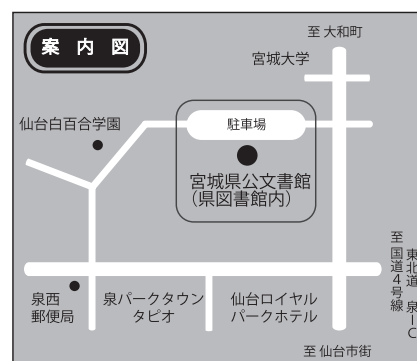 案内図
至 大和町
宮城大学
仙台白百合学園
駐車場
宮城県公文書館
(県図書館内)
至 国道4号線
東北道 泉IC
泉西
郵便局
泉パークタウン
タピオ
仙台ロイヤル
パークホテル
至 仙台市街